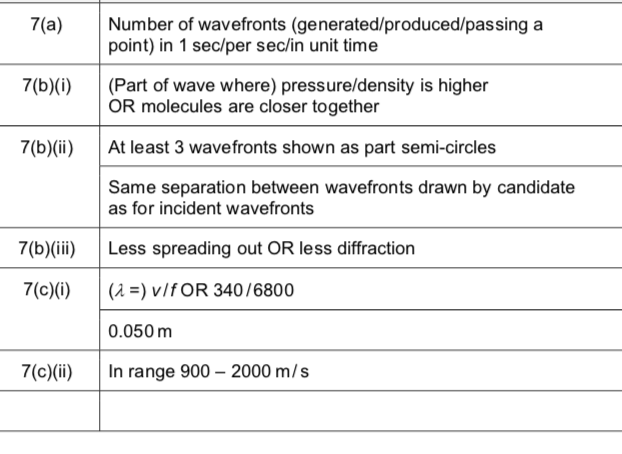 7(a) Number of wavefronts (generated/produced/passing a
point) in 1 sec/per sec/in unit time
7(b)(i) (Part of wave where) pressure/density is higher
OR molecules are closer together
7(b)(ii) At least 3 wavefronts shown as part semi-circles
Same separation between wavefronts drawn by candidate
as for incident wavefronts
7(b)(iii) Less spreading out OR less diffraction
7(c)(i) (λ =) v/f OR 340/6800
0.050 m
7(c)(ii) In range 900 – 2000 m/s